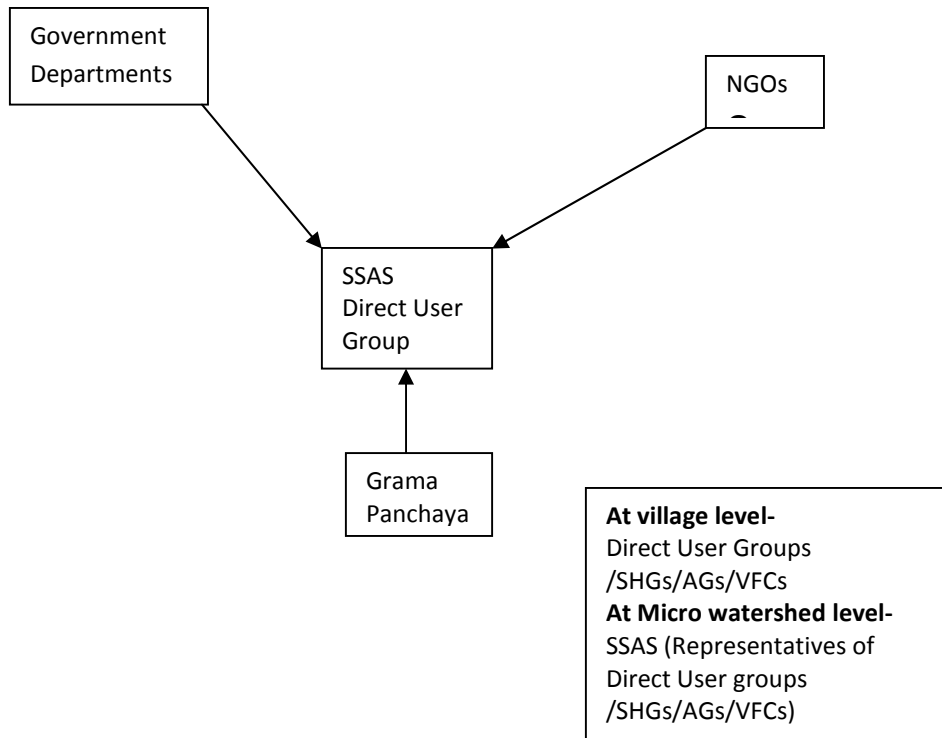 Government
Departments
NGOs
SSAS
Direct User
Group
Grama
Panchaya
At village level-
Direct User Groups
/SHGs/AGs/VFCs
At Micro watershed level-
SSAS (Representatives of
Direct User groups
/SHGs/AGs/VFCs)